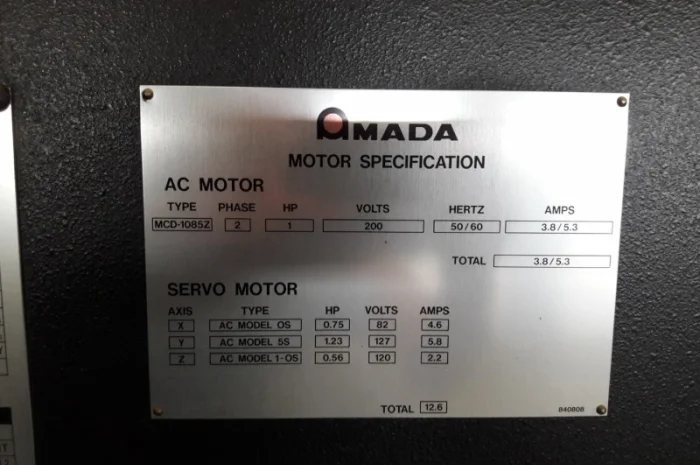 AMADA
MOTOR SPECIFICATION
AC MOTOR
TYPE PHASE HP VOLTS HERTZ AMPS
MCD-1085Z 2 1 200 50/60 3.8/5.3
TOTAL 3.8/5.3
SERVO MOTOR
AXIS TYPE HP VOLTS AMPS
X AC MODEL OS 0.75 82 4.6
Y AC MODEL 5S 1.23 127 5.8
Z AC MODEL 1-OS 0.56 120 2.2
TOTAL 12.6
840808